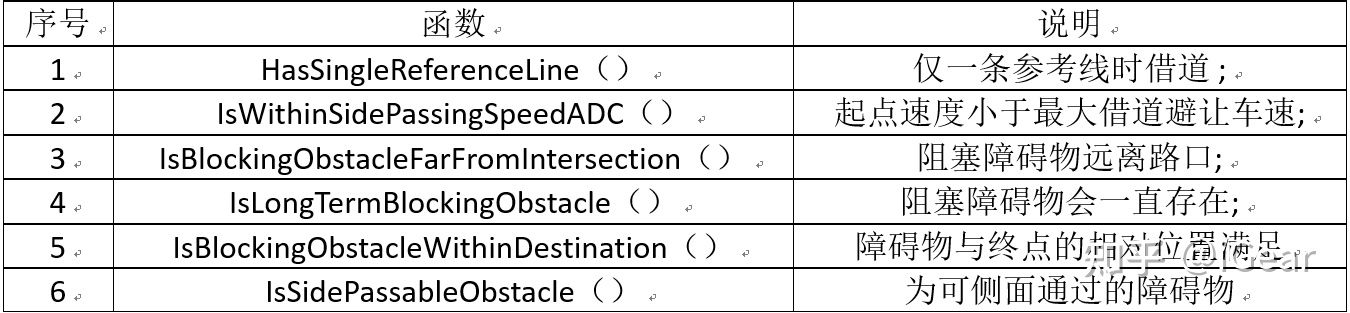 序号 函数 说明
1 HasSingleReferenceLine（） 仅一条参考线时借道；
2 IsWithinSidePassingSpeedADC（） 起点速度小于最大借道避让车速;
3 IsBlockingObstacleFarFromIntersection（） 阻塞障碍物远离路口;
4 IsLongTermBlockingObstacle（） 阻塞障碍物会一直存在;
5 IsBlockingObstacleWithinDestination（） 障碍物与终点的相对位置满足
6 IsSidePassableObstacle（） 为可侧面通过的障碍物
知乎 @iGear